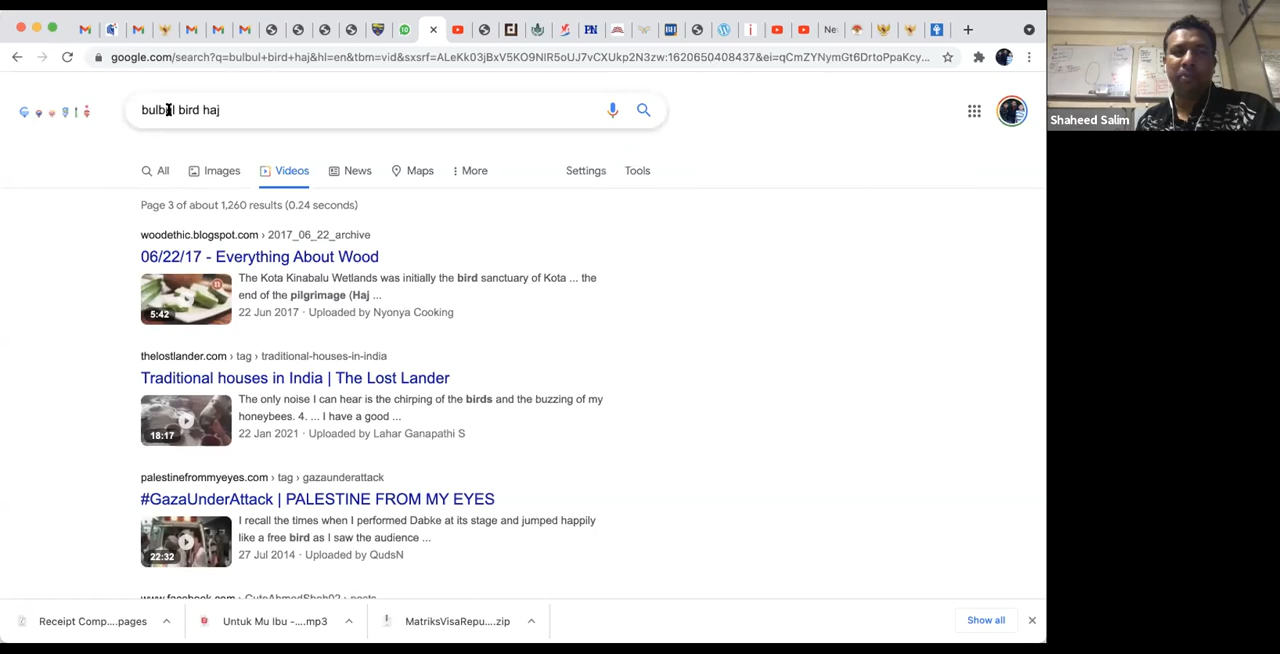 Ne
google.com/search?q=bulbul+bird+haj&hl=en&tbm=vid&sxsrf=ALeKk03jBxV5KO9NlR5oUJ7vCXUkp2N3zw:1620650408437&ei=qCmZYNymGt6DrtoPpaKcy...
bulbul bird haj
Shaheed Salim
All Images Videos News Maps More Settings Tools
Page 3 of about 1,260 results (0.24 seconds)
woodethic.blogspot.com › 2017_06_22_archive
06/22/17 - Everything About Wood
The Kota Kinabalu Wetlands was initially the bird sanctuary of Kota ... the
end of the pilgrimage (Haj ...
5:42
22 Jun 2017 · Uploaded by Nyonya Cooking
thelostlander.com › tag › traditional-houses-in-india
Traditional houses in India | The Lost Lander
The only noise I can hear is the chirping of the birds and the buzzing of my
honeybees. 4. ... I have a good ...
18:17
22 Jan 2021 · Uploaded by Lahar Ganapathi S
palestinefrommyeyes.com › tag › gazaunderattack
#GazaUnderAttack | PALESTINE FROM MY EYES
I recall the times when I performed Dabke at its stage and jumped happily
like a free bird as I saw the audience ...
22:32
27 Jul 2014 · Uploaded by QudsN
www.facebook.com › CuteAhmedShah02 › posts
Receipt Comp....pages
Untuk Mu Ibu -....mp3
MatriksVisaRepu....zip
Show all